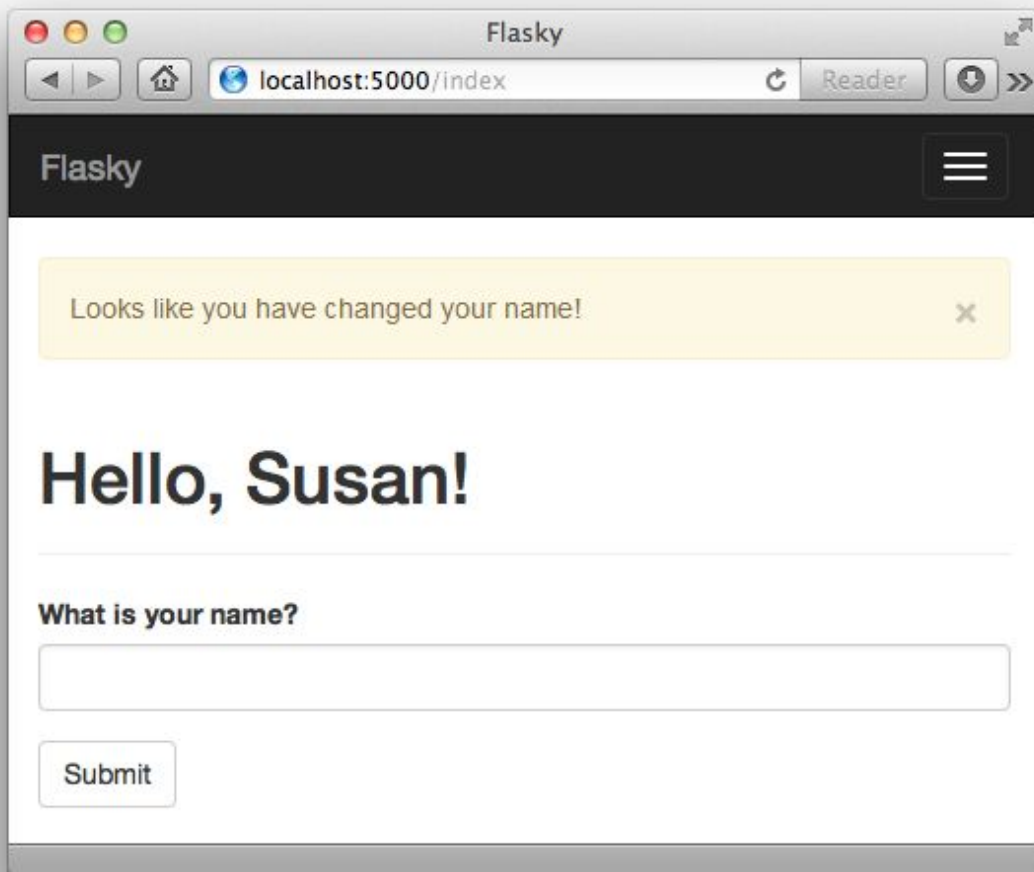 Flasky
localhost:5000/index
Reader
Flasky
Looks like you have changed your name!
Hello, Susan!
What is your name?
Submit